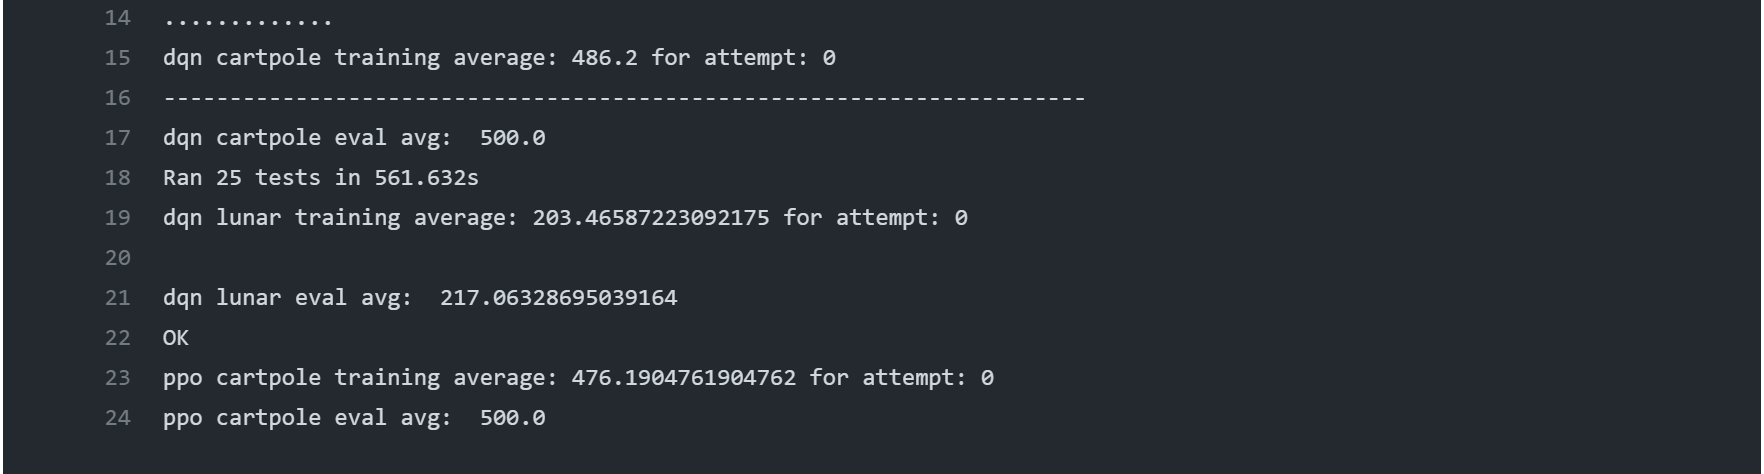 14 .............
15 dqn cartpole training average: 486.2 for attempt: 0
16 ----------------------------------------------------------------------
17 dqn cartpole eval avg:  500.0
18 Ran 25 tests in 561.632s
19 dqn lunar training average: 203.46587223092175 for attempt: 0
20
21 dqn lunar eval avg:  217.06328695039164
22 OK
23 ppo cartpole training average: 476.1904761904762 for attempt: 0
24 ppo cartpole eval avg:  500.0